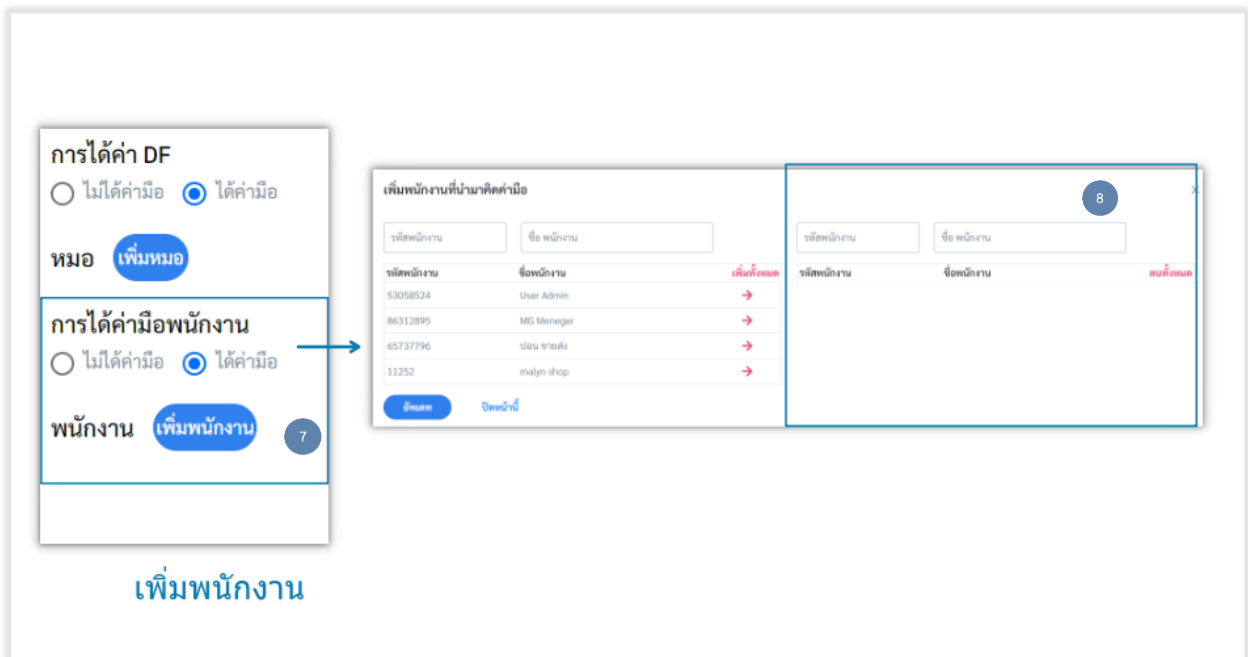 การได้ค่า DF
ไม่ได้ค่ามือ ได้ค่ามือ
หมอ เพิ่มหมอ
การได้ค่ามือพนักงาน
ไม่ได้ค่ามือ ได้ค่ามือ
พนักงาน เพิ่มพนักงาน 7
เพิ่มพนักงาน
เพิ่มพนักงานที่นำมาคิดค่ามือ
รหัสพนักงาน ชื่อ พนักงาน
รหัสพนักงาน ชื่อพนักงาน เพิ่มทั้งหมด
53058524 User Admin
86312895 MG Meneger
65737796 ปอน ขายส่ง
11252 malyn shop
อัพเดท ปิดหน้านี้
8 ×
รหัสพนักงาน ชื่อ พนักงาน
รหัสพนักงาน ชื่อพนักงาน ลบทั้งหมด